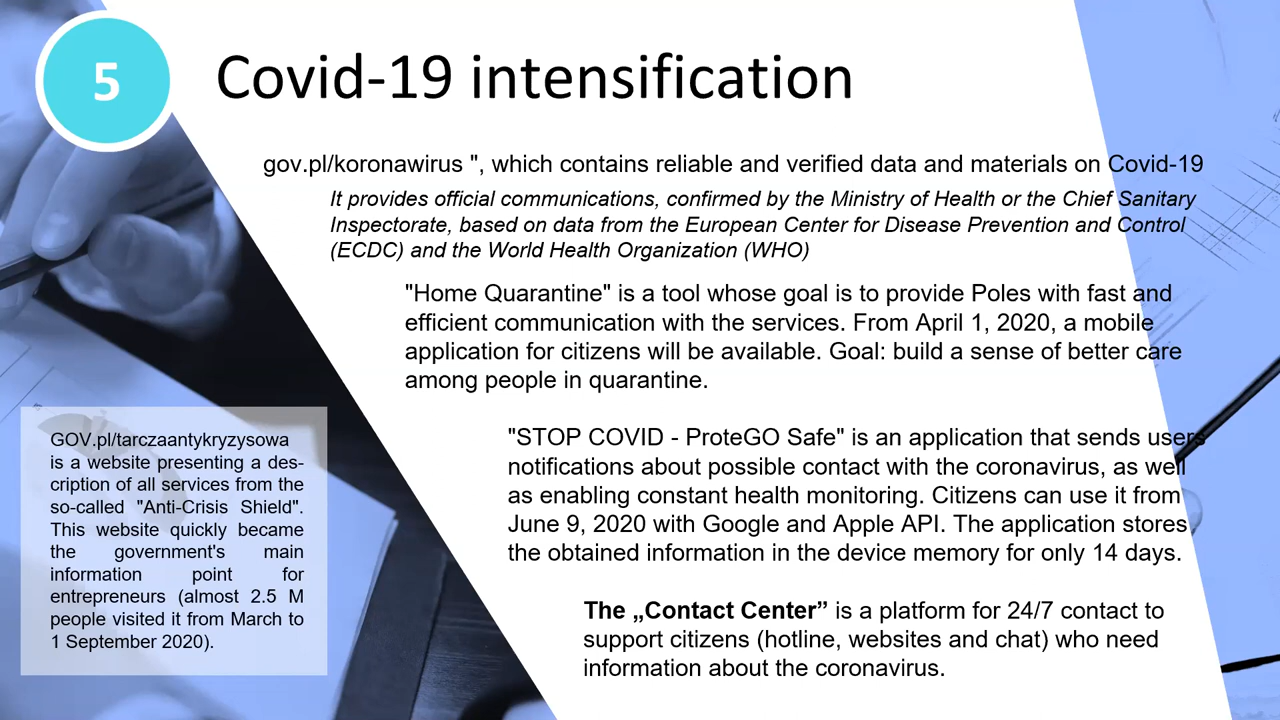 5
Covid-19 intensification
gov.pl/koronawirus ", which contains reliable and verified data and materials on Covid-19
It provides official communications, confirmed by the Ministry of Health or the Chief Sanitary
Inspectorate, based on data from the European Center for Disease Prevention and Control
(ECDC) and the World Health Organization (WHO)
"Home Quarantine" is a tool whose goal is to provide Poles with fast and
efficient communication with the services. From April 1, 2020, a mobile
application for citizens will be available. Goal: build a sense of better care
among people in quarantine.
"STOP COVID - ProteGO Safe" is an application that sends users
notifications about possible contact with the coronavirus, as well
as enabling constant health monitoring. Citizens can use it from
June 9, 2020 with Google and Apple API. The application stores
the obtained information in the device memory for only 14 days.
The „Contact Center” is a platform for 24/7 contact to
support citizens (hotline, websites and chat) who need
information about the coronavirus.
GOV.pl/tarczaantykryzysowa
is a website presenting a des-
cription of all services from the
so-called "Anti-Crisis Shield".
This website quickly became
the government's main
information point for
entrepreneurs (almost 2.5 M
people visited it from March to
1 September 2020).